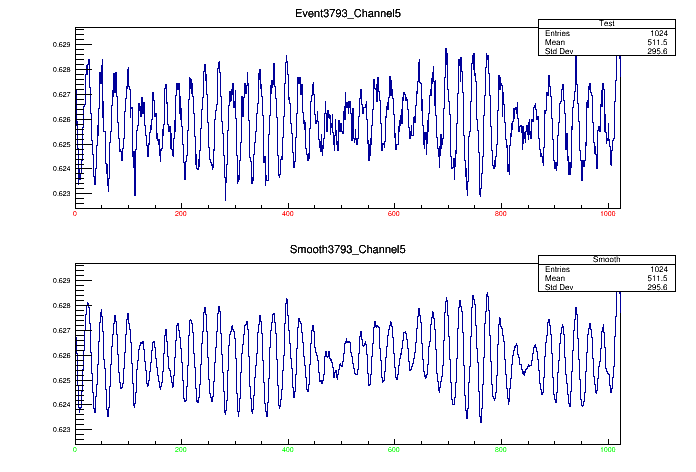 Event3793_Channel5
Test
Entries 1024
Mean 511.5
Std Dev 295.6
0.629
0.628
0.627
0.626
0.625
0.624
0.623
0 200 400 600 800 1000
Smooth3793_Channel5
Smooth
Entries 1024
Mean 511.5
Std Dev 295.6
0.629
0.628
0.627
0.626
0.625
0.624
0.623
0 200 400 600 800 1000